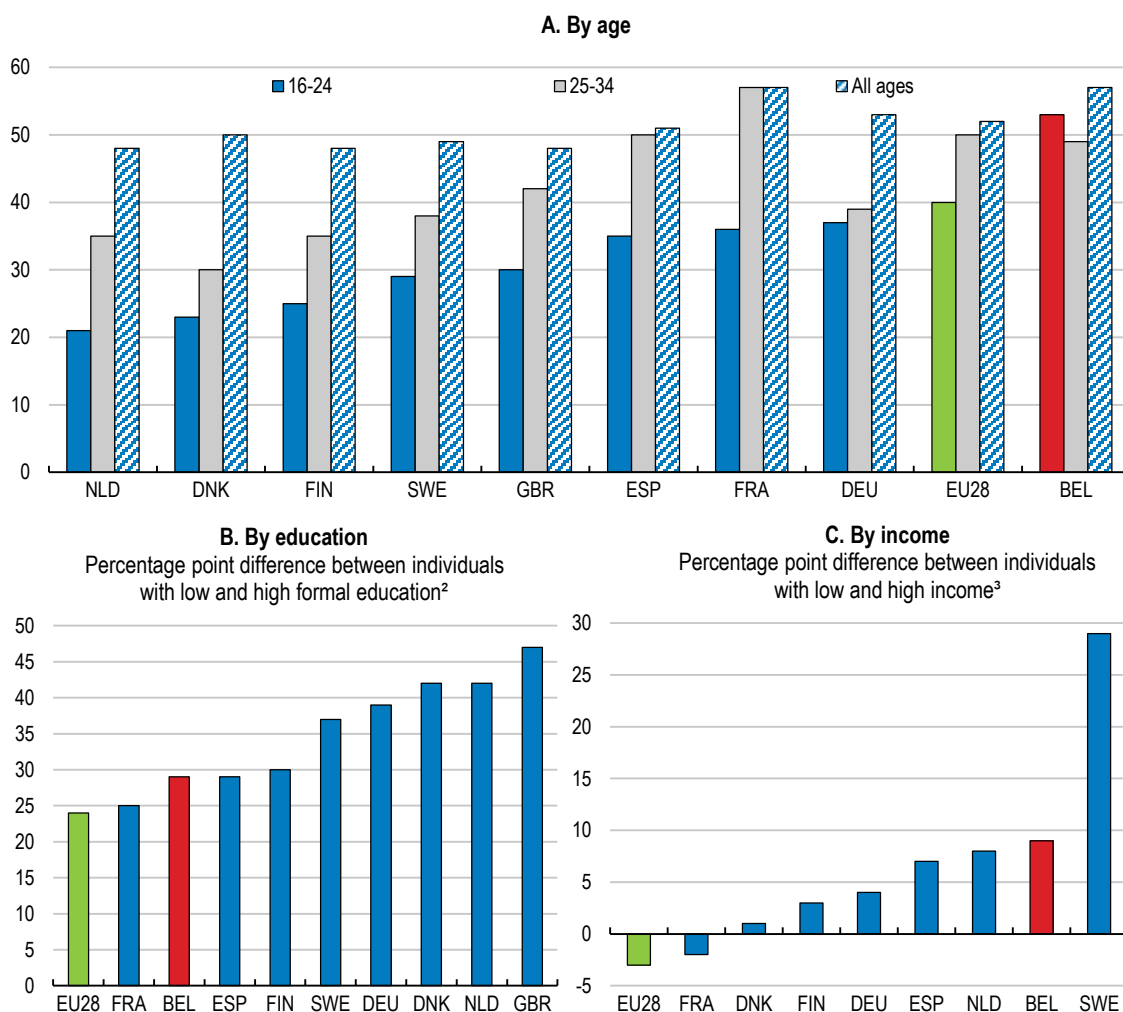 A. By age
60
50
40
30
20
10
0
16-24
25-34
All ages
NLD DNK FIN SWE GBR ESP FRA DEU EU28 BEL
B. By education
Percentage point difference between individuals
with low and high formal education²
50
45
40
35
30
25
20
15
10
5
0
EU28 FRA BEL ESP FIN SWE DEU DNK NLD GBR
C. By income
Percentage point difference between individuals
with low and high income³
30
25
20
15
10
5
0
-5
EU28 FRA DNK FIN DEU ESP NLD BEL SWE